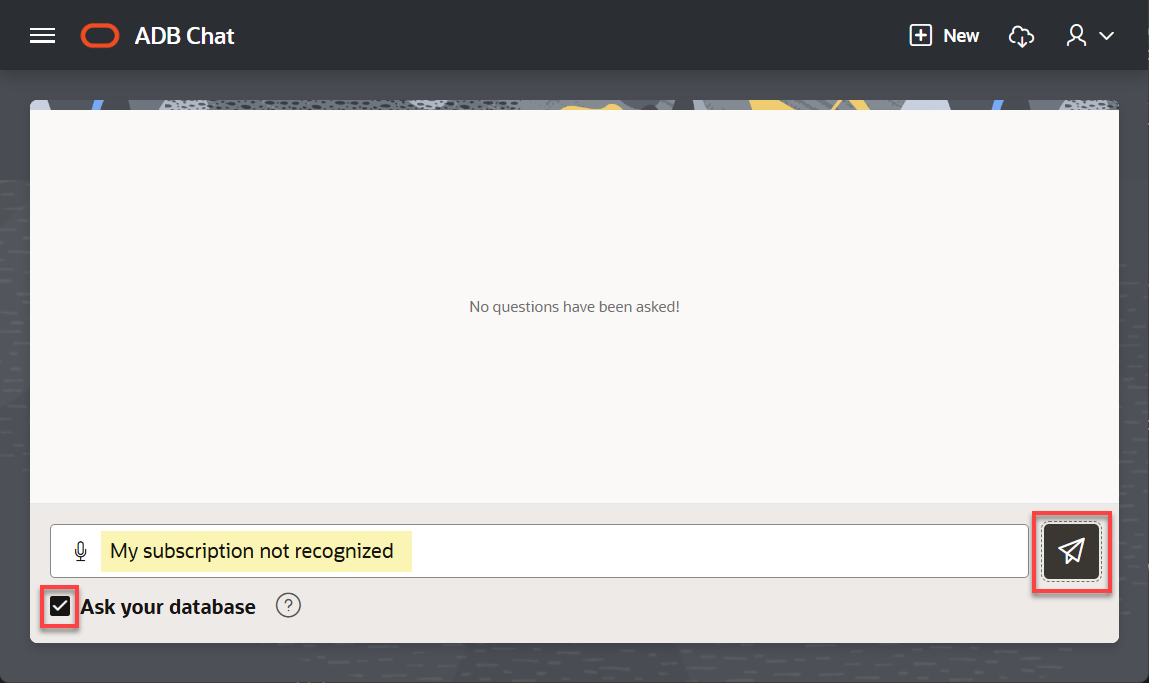 ADB Chat
New
No questions have been asked!
My subscription not recognized
Ask your database
?